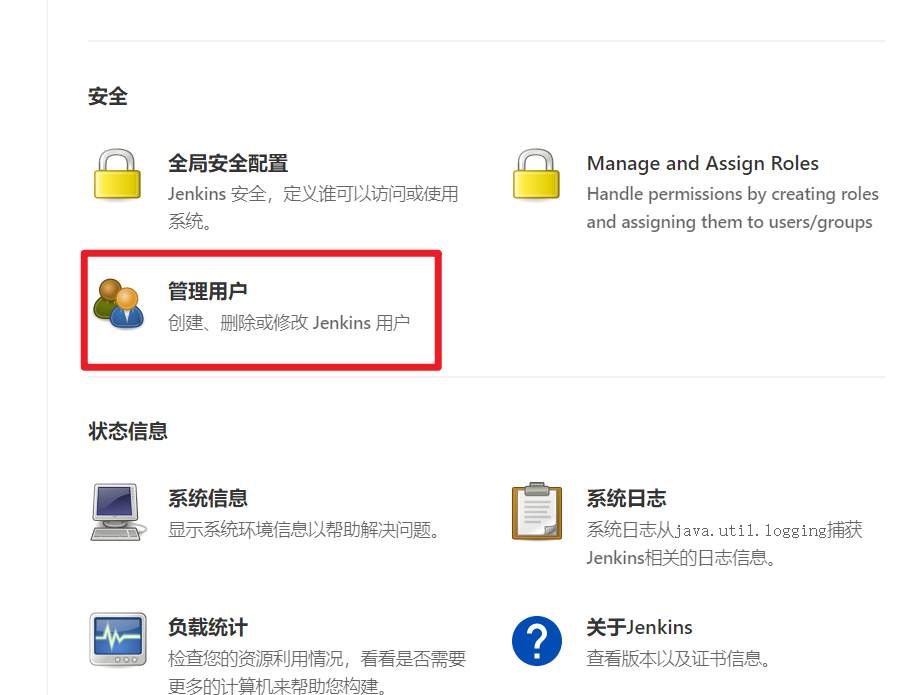 安全
全局安全配置
Jenkins 安全，定义谁可以访问或使用
系统。
Manage and Assign Roles
Handle permissions by creating roles
and assigning them to users/groups
管理用户
创建、删除或修改 Jenkins 用户
状态信息
系统信息
显示系统环境信息以帮助解决问题。
系统日志
系统日志从java.util.logging捕获
Jenkins相关的日志信息。
负载统计
检查您的资源利用情况，看看是否需要
更多的计算机来帮助您构建。
关于Jenkins
查看版本以及证书信息。